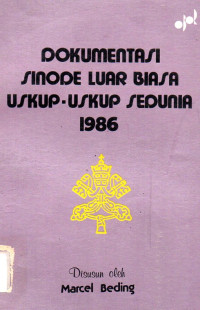 DOKUMENTASI
SINODE LUAR BIASA
USKUP-USKUP SEDUNIA
1986
Disusun oleh
Marcel Beding